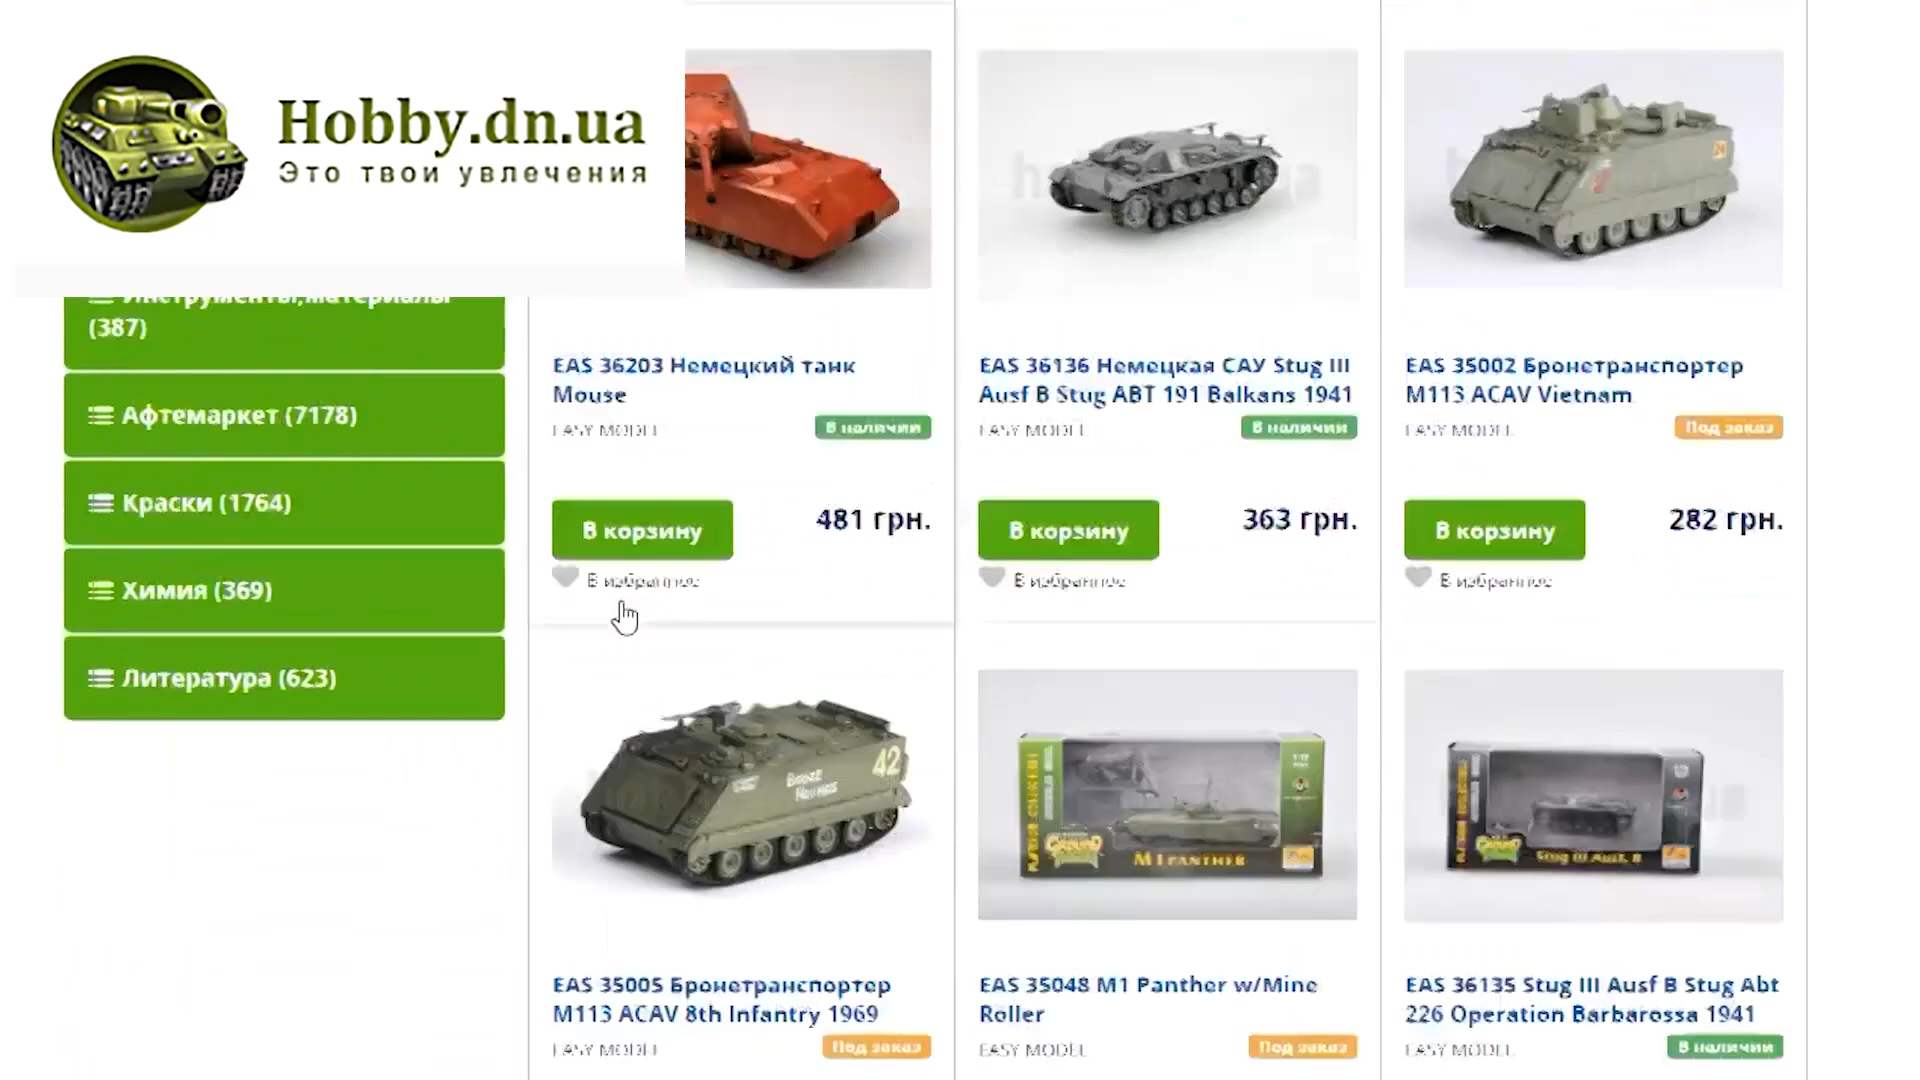 Hobby.dn.ua
Это твои увлечения
Инструменты,материалы
(387)
Афтемаркет (7178)
Краски (1764)
Химия (369)
Литература (623)
EAS 36203 Немецкий танк
Mouse
EASY MODEL
В наличии
В корзину
481 грн.
В избранное
EAS 36136 Немецкая САУ Stug III
Ausf B Stug ABT 191 Balkans 1941
EASY MODEL
В наличии
В корзину
363 грн.
В избранное
EAS 35002 Бронетранспортер
M113 ACAV Vietnam
EASY MODEL
Под заказ
В корзину
282 грн.
В избранное
42
M1 PANTHER
Stug III Ausf. B
EAS 35005 Бронетранспортер
M113 ACAV 8th Infantry 1969
EASY MODEL
Под заказ
EAS 35048 M1 Panther w/Mine
Roller
EASY MODEL
Под заказ
EAS 36135 Stug III Ausf B Stug Abt
226 Operation Barbarossa 1941
EASY MODEL
В наличии